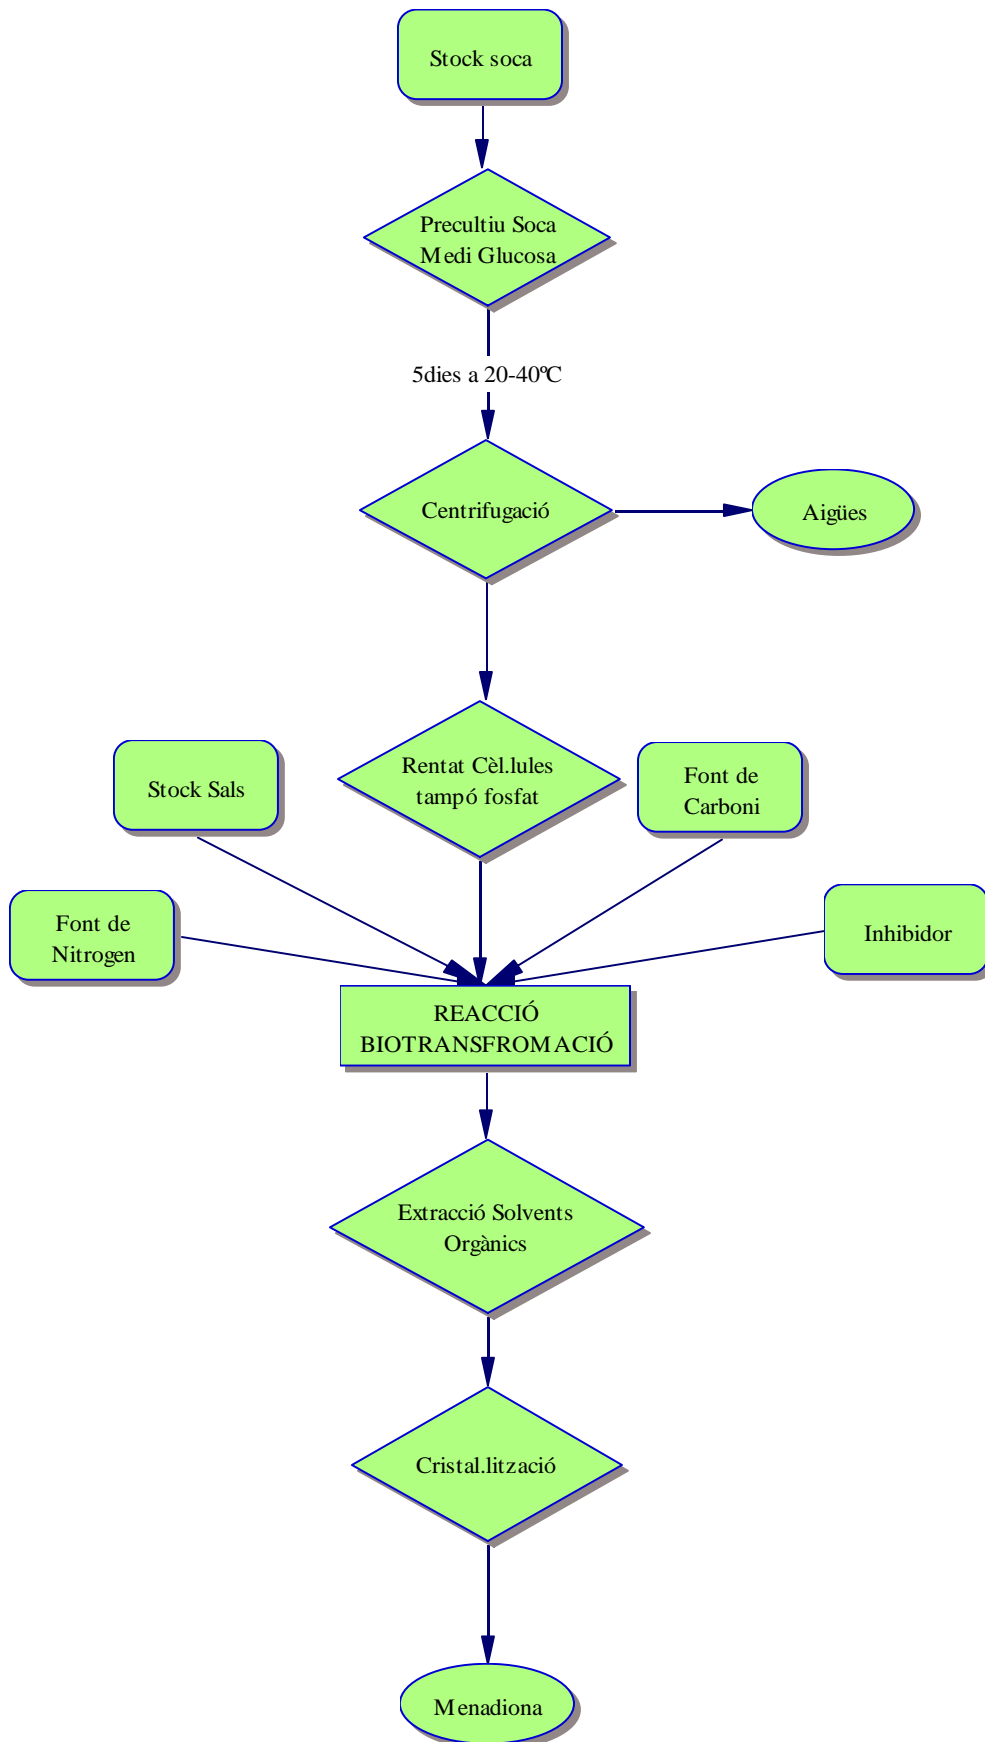 Stock soca
Precultiu Soca
Medi Glucosa
5dies a 20-40ºC
Centrifugació
Aigües
Rentat Cèl.lules
tampó fosfat
Stock Sals
Font de
Carboni
Font de
Nitrogen
Inhibidor
REACCIÓ
BIOTRANSFROMACIÓ
Extracció Solvents
Orgànics
Cristal.lització
Menadiona